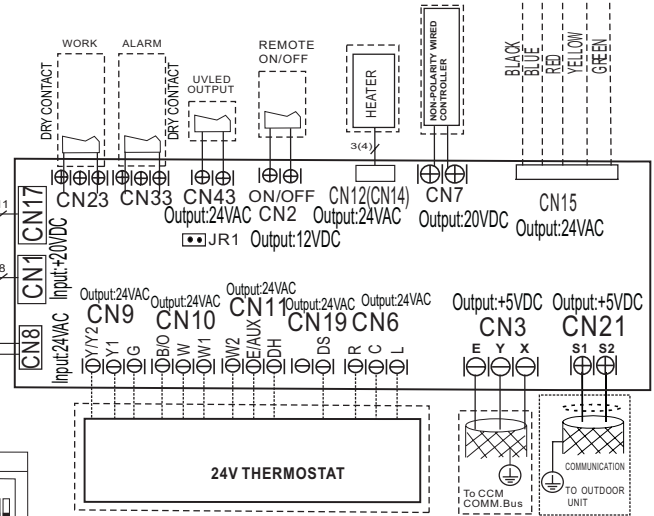 WORK
ALARM
REMOTE
ON/OFF
UVLED
OUTPUT
DRY CONTACT
DRY CONTACT
HEATER
NON-POLARITY WIRED
CONTROLLER
BLACK
BLUE
RED
YELLOW
GREEN
3(4)
CN23
CN33
CN43
Output:24VAC
JR1
ON/OFF
CN2
Output:12VDC
CN12(CN14)
Output:24VAC
CN7
Output:20VDC
CN15
Output:24VAC
CN17
CN1
Input:+20VDC
8
CN8
Input:24VAC
Output:24VAC
CN9
Output:24VAC
CN10
Output:24VAC
CN11
Output:24VAC
CN19
Output:24VAC
CN6
Output:+5VDC
CN3
Output:+5VDC
CN21
Y/Y2
Y1
G
B/O
W
W1
W2
E/AUX
DH
DS
R
C
L
E Y X
S1 S2
24V THERMOSTAT
To CCM
COMM.Bus
COMMUNICATION
TO OUTDOOR
UNIT